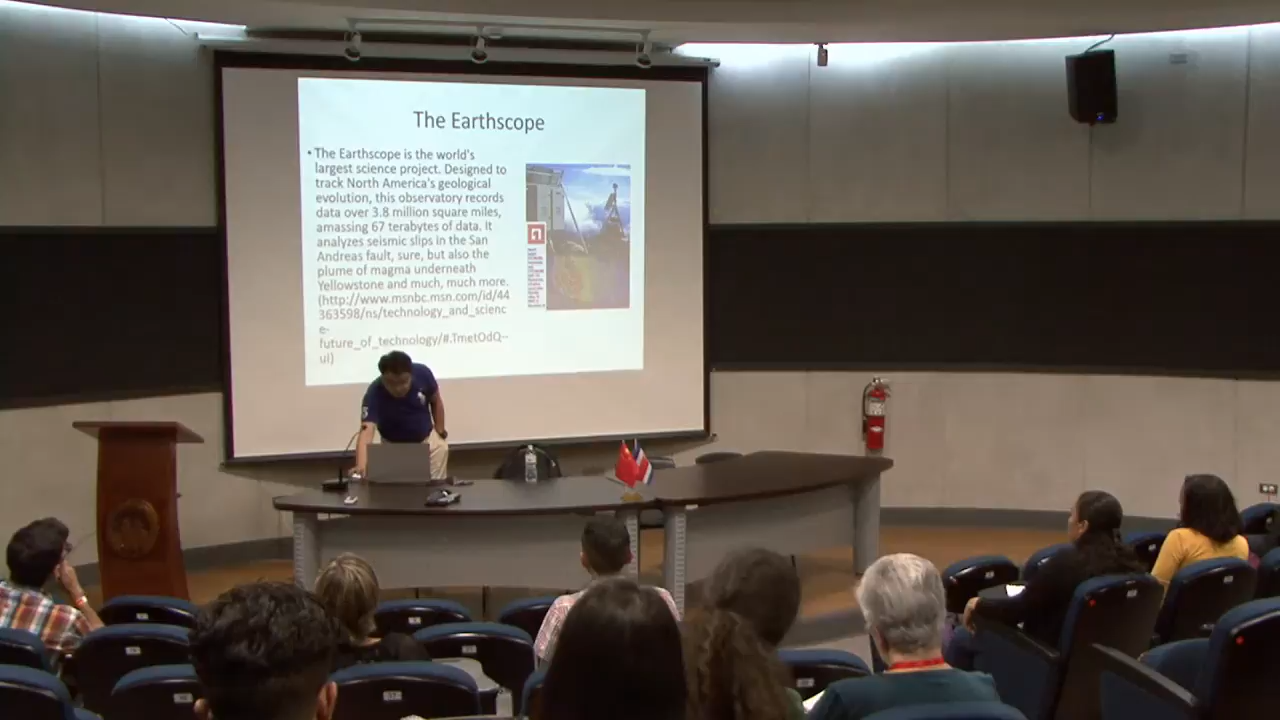 The Earthscope
• The Earthscope is the world's
largest science project. Designed to
track North America's geological
evolution, this observatory records
data over 3.8 million square miles,
amassing 67 terabytes of data. It
analyzes seismic slips in the San
Andreas fault, sure, but also the
plume of magma underneath
Yellowstone and much, much more.
(http://www.msnbc.msn.com/id/44
363598/ns/technology_and_scienc
e-
future_of_technology/#.TmetOdQ--
uI)